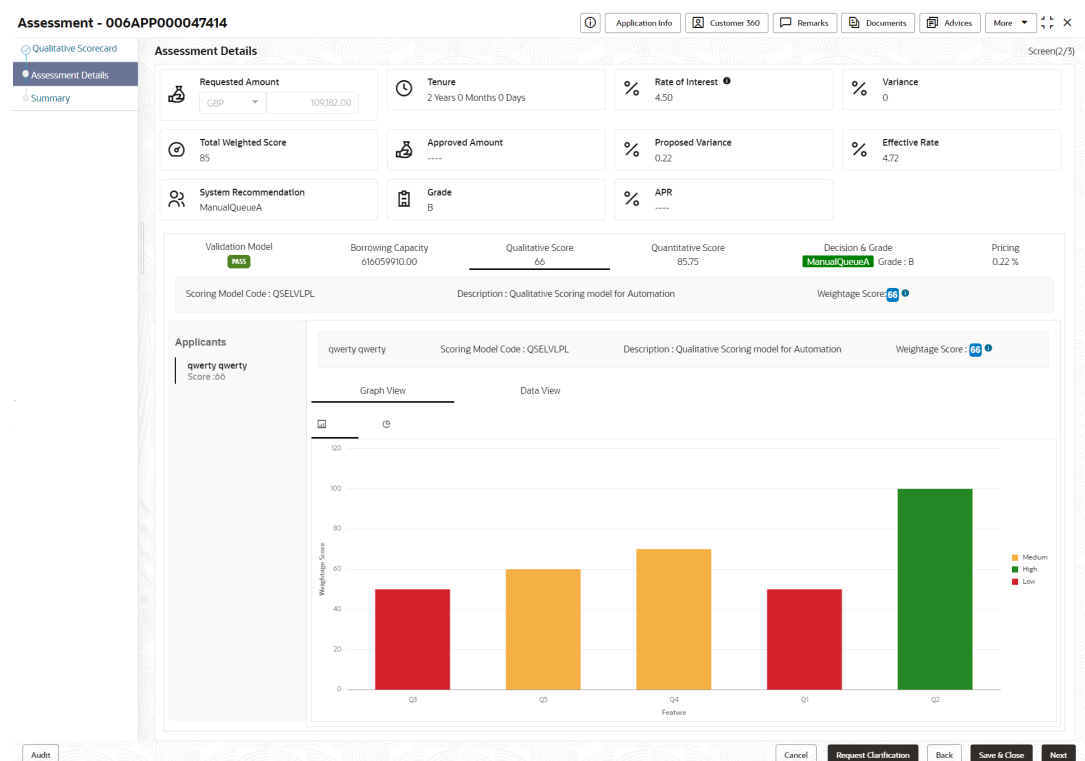 Assessment - 006APP000047414
Application Info
Customer 360
Remarks
Documents
Advices
More
Qualitative Scorecard
Assessment Details
Summary
Assessment Details
Screen(2/3)
Requested Amount
GBP
109,182.00
Tenure
2 Years 0 Months 0 Days
Rate of Interest
4.50
Variance
0
Total Weighted Score
85
Approved Amount
----
Proposed Variance
0.22
Effective Rate
4.72
System Recommendation
ManualQueueA
Grade
B
APR
----
Validation Model
PASS
Borrowing Capacity
616059910.00
Qualitative Score
66
Quantitative Score
85.75
Decision & Grade
ManualQueueA Grade : B
Pricing
0.22 %
Scoring Model Code : QSELVLPL
Description : Qualitative Scoring model for Automation
Weightage Score: 66
Applicants
qwerty qwerty
Score :66
qwerty qwerty
Scoring Model Code : QSELVLPL
Description : Qualitative Scoring model for Automation
Weightage Score : 66
Graph View
Data View
120
100
80
60
40
20
0
Weightage Score
Q3
Q5
Q4
Q1
Q2
Feature
Medium
High
Low
Audit
Cancel
Request Clarification
Back
Save & Close
Next